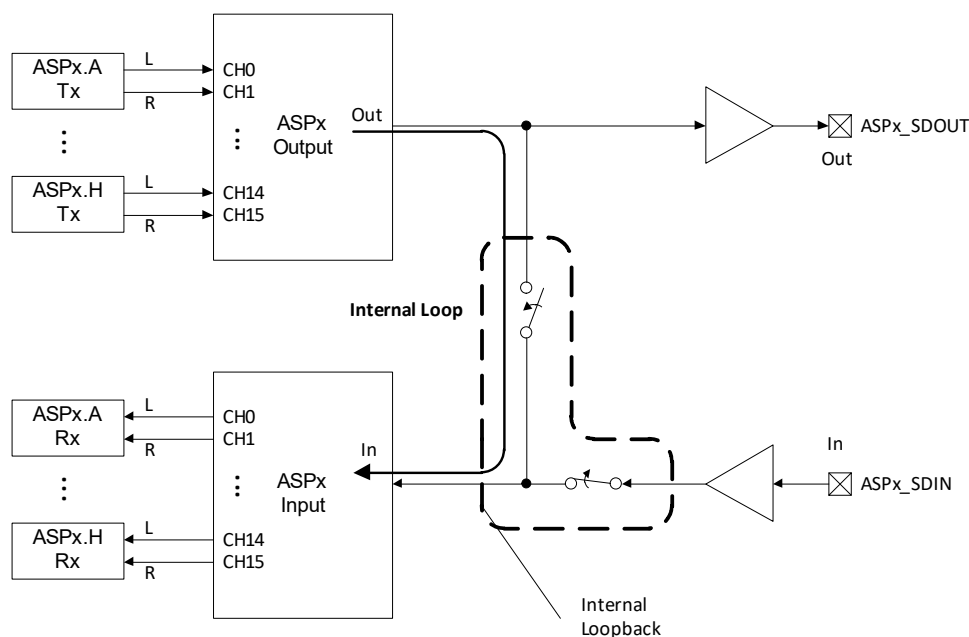 ASPx.A
Tx
L
R
⋮
ASPx.H
Tx
L
R
CH0
CH1
⋮
CH14
CH15
ASPx
Output
Out
ASPx_SDOUT
Out
Internal Loop
ASPx.A
Rx
L
R
⋮
ASPx.H
Rx
L
R
CH0
CH1
⋮
CH14
CH15
ASPx
Input
In
In
ASPx_SDIN
Internal
Loopback